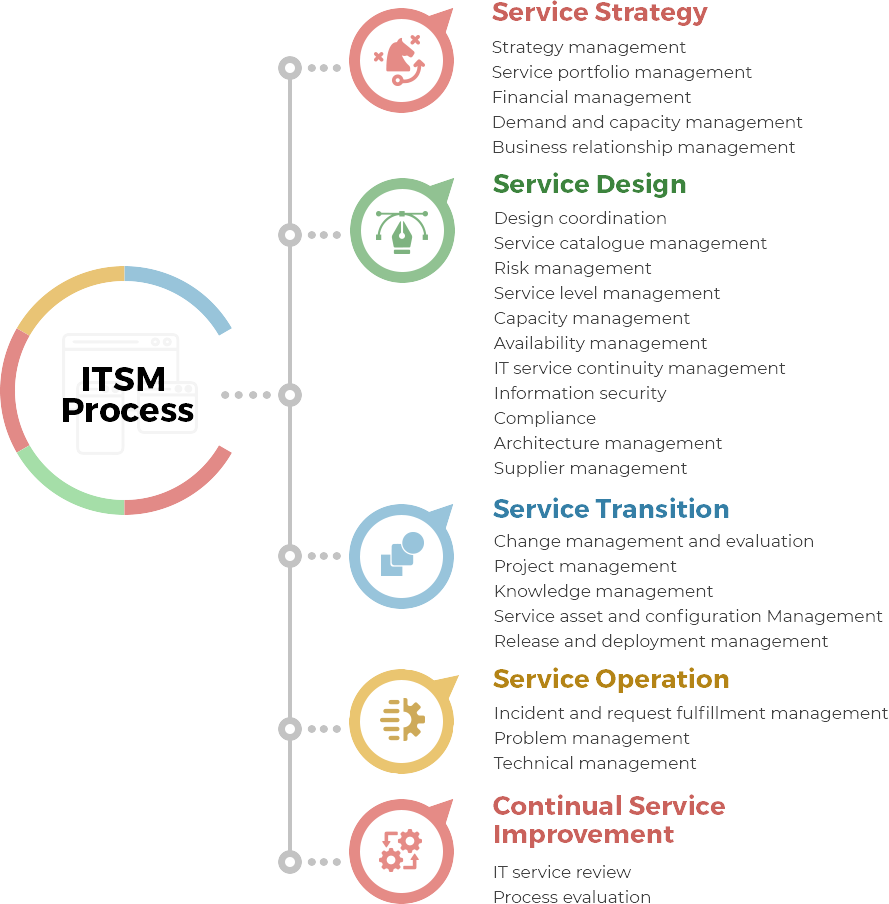 ITSM
Process
Service Strategy
Strategy management
Service portfolio management
Financial management
Demand and capacity management
Business relationship management
Service Design
Design coordination
Service catalogue management
Risk management
Service level management
Capacity management
Availability management
IT service continuity management
Information security
Compliance
Architecture management
Supplier management
Service Transition
Change management and evaluation
Project management
Knowledge management
Service asset and configuration Management
Release and deployment management
Service Operation
Incident and request fulfillment management
Problem management
Technical management
Continual Service
Improvement
IT service review
Process evaluation